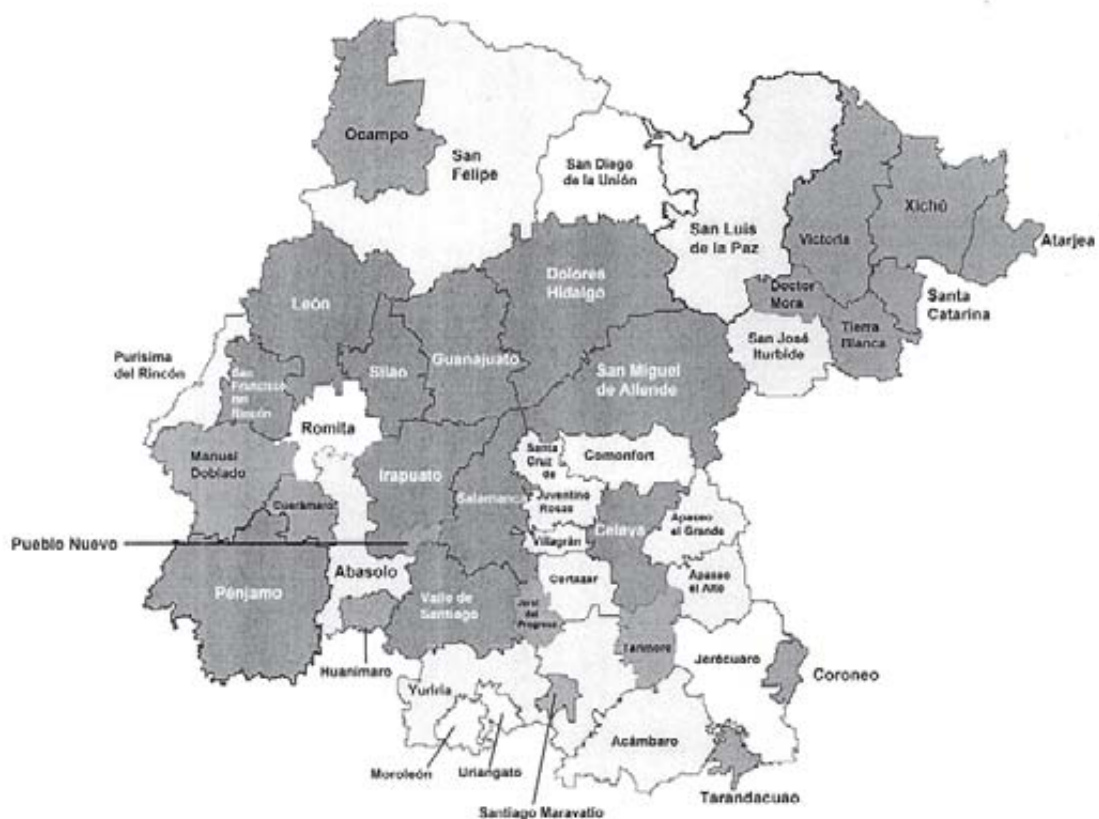 Ocampo
San
Felipe
San Diego
de la Unión
San Luis
de la Paz
Victoria
Xichú
Atarjea
Dolores
Hidalgo
León
Doctor
Mora
Santa
Catarina
Tierra
Blanca
San José
Iturbide
Guanajuato
Silao
San Miguel
de Allende
Purísima
del Rincón
San
Francisco
del
Rincón
Romita
Manuel
Doblado
Irapuato
Santa
Cruz
de
Juventino
Rosas
Comonfort
Salamanca
Cuerámaro
Celaya
Apaseo
el Grande
Villagrán
Pueblo Nuevo
Abasolo
Cortazar
Apaseo
el Alto
Pénjamo
Valle de
Santiago
Jaral
del
Progreso
Huanímaro
Tarimoro
Jerécuaro
Coroneo
Yuriria
Acámbaro
Moroleón
Uriangato
Tarandacuao
Santiago Maravatío